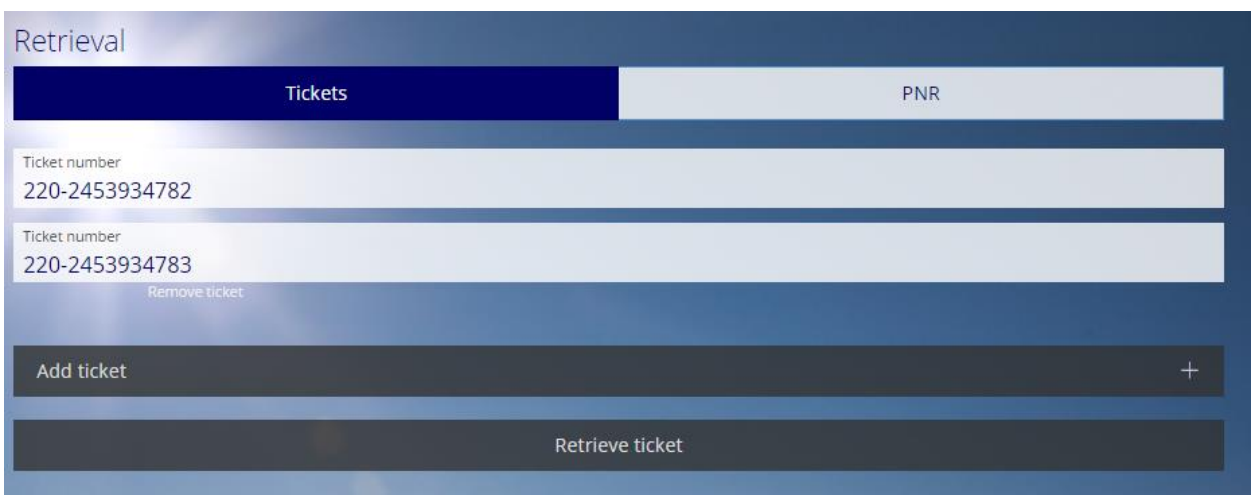 Retrieval
Tickets
PNR
Ticket number
220-2453934782
Ticket number
220-2453934783
Remove ticket
Add ticket +
Retrieve ticket